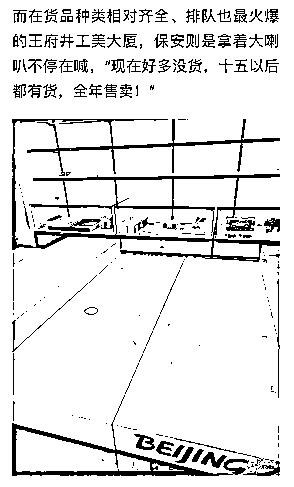 而在货品种类相对齐全、排队也最火爆
的王府井工美大厦，保安则是拿着大喇
叭不停在喊，“现在好多没货，十五以后
都有货，全年售卖！”
BEIJING